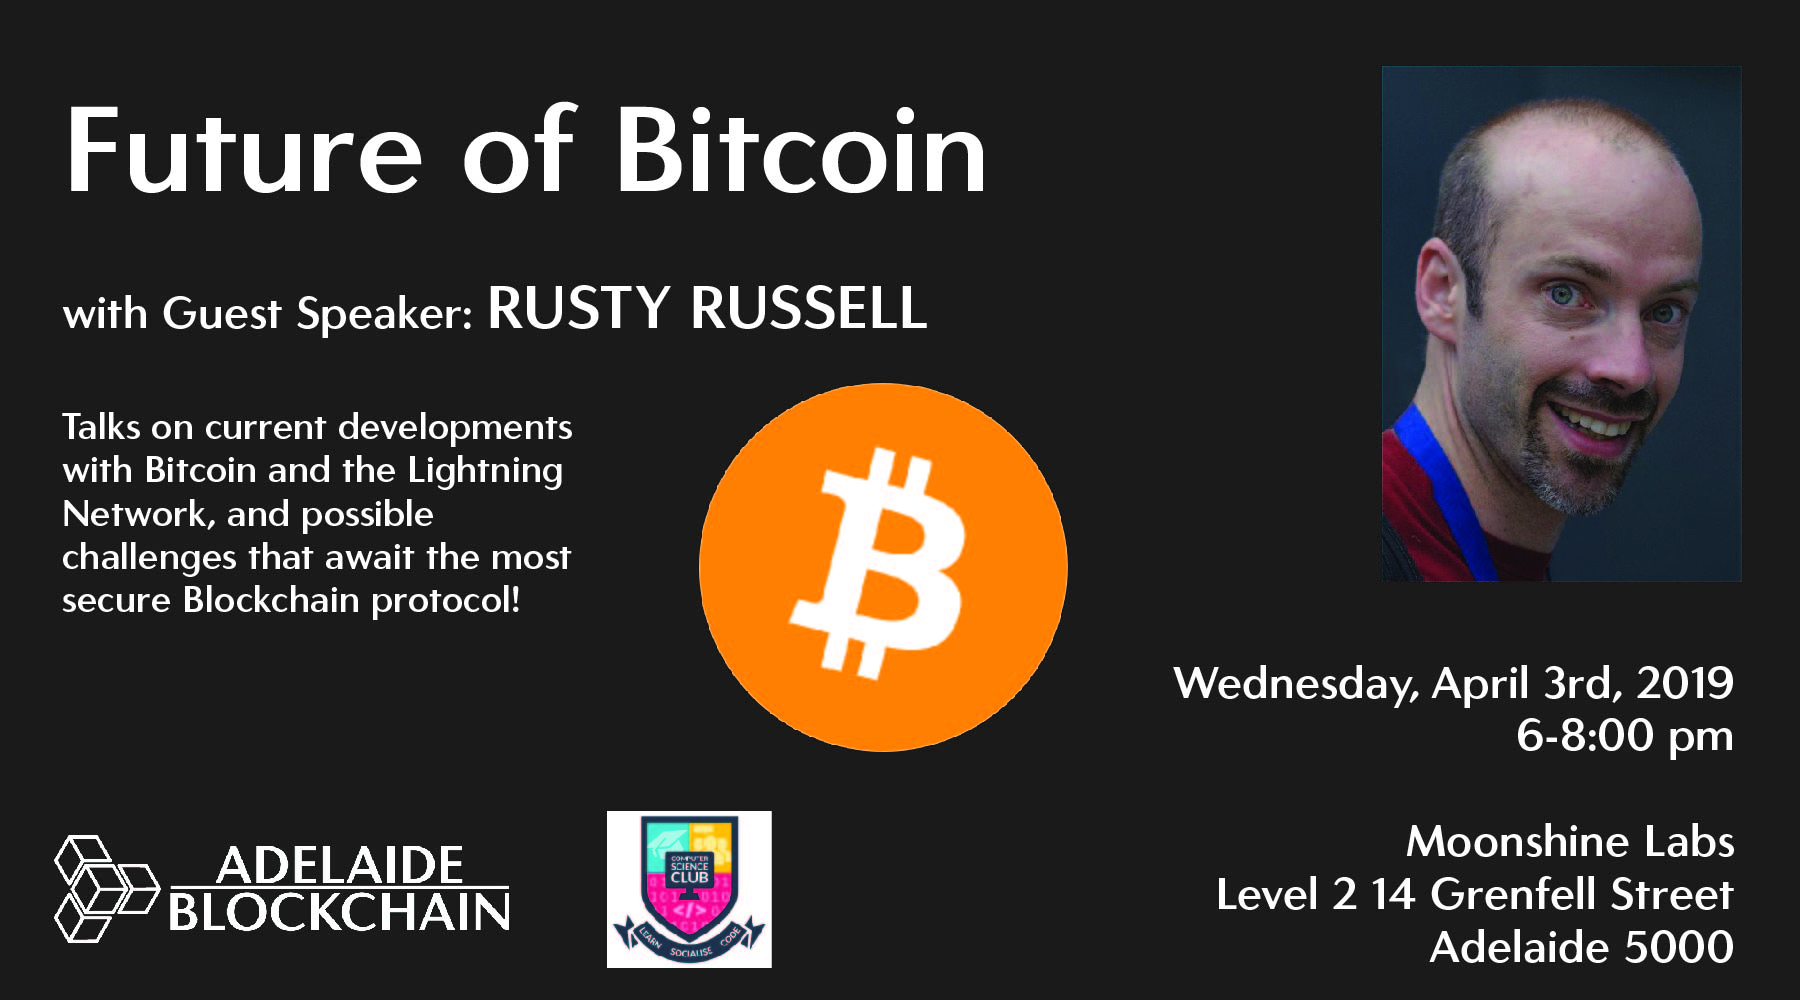 Future of Bitcoin
with Guest Speaker: RUSTY RUSSELL
Talks on current developments
with Bitcoin and the Lightning
Network, and possible
challenges that await the most
secure Blockchain protocol!
Wednesday, April 3rd, 2019
6-8:00 pm
Moonshine Labs
Level 2 14 Grenfell Street
Adelaide 5000
ADELAIDE
BLOCKCHAIN
COMPUTER
SCIENCE
CLUB
</>
LEARN SOCIALISE CODE